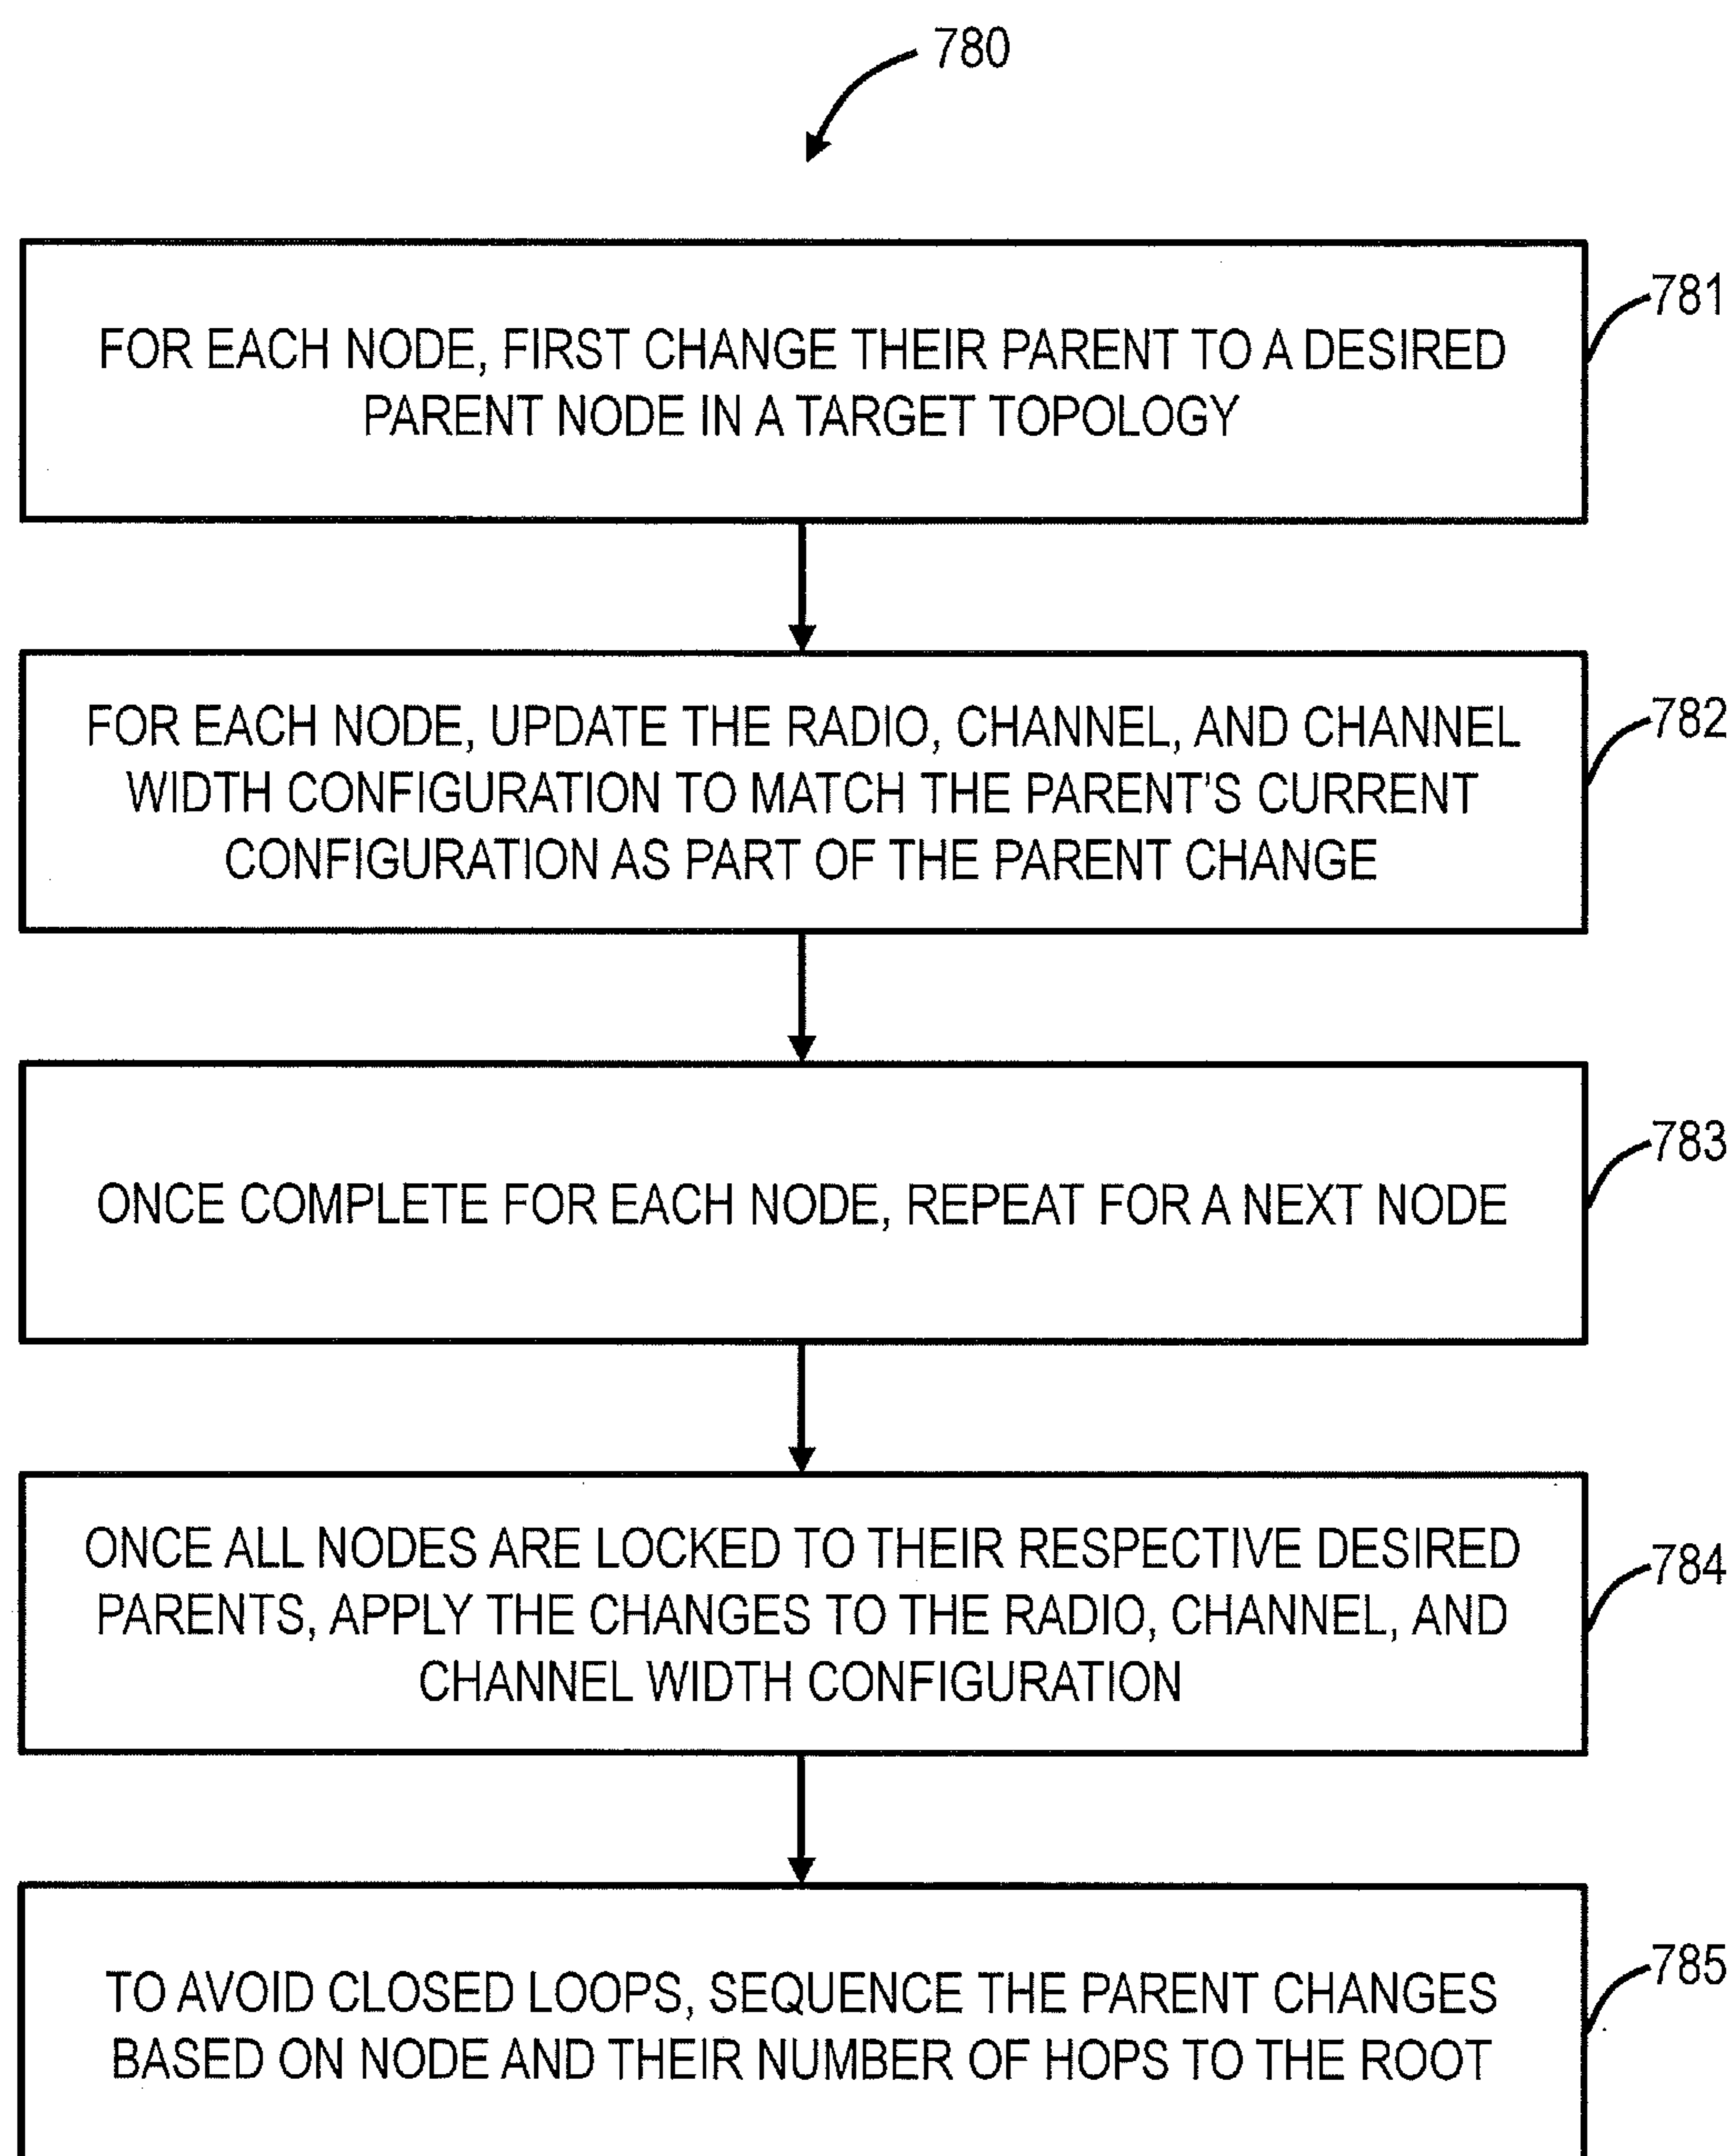 780
FOR EACH NODE, FIRST CHANGE THEIR PARENT TO A DESIRED
PARENT NODE IN A TARGET TOPOLOGY
781
FOR EACH NODE, UPDATE THE RADIO, CHANNEL, AND CHANNEL
WIDTH CONFIGURATION TO MATCH THE PARENT'S CURRENT
CONFIGURATION AS PART OF THE PARENT CHANGE
782
ONCE COMPLETE FOR EACH NODE, REPEAT FOR A NEXT NODE
783
ONCE ALL NODES ARE LOCKED TO THEIR RESPECTIVE DESIRED
PARENTS, APPLY THE CHANGES TO THE RADIO, CHANNEL, AND
CHANNEL WIDTH CONFIGURATION
784
TO AVOID CLOSED LOOPS, SEQUENCE THE PARENT CHANGES
BASED ON NODE AND THEIR NUMBER OF HOPS TO THE ROOT
785